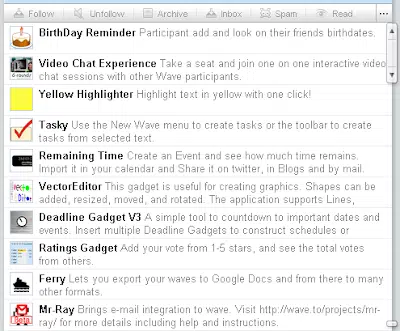 Follow Unfollow Archive Inbox Spam Read ...
BirthDay Reminder Participant add and look on their friends birthdates.
Video Chat Experience Take a seat and join one on one interactive video
chat sessions with other Wave participants.
6 rounds
Yellow Highlighter Highlight text in yellow with one click!
Tasky Use the New Wave menu to create tasks or the toolbar to create
tasks from selected text.
Remaining Time Create an Event and see how much time remains.
Import it in your calendar and Share it on twitter, in Blogs and by mail.
VectorEditor This gadget is useful for creating graphics. Shapes can be
added, resized, moved, and rotated. The application supports Lines,
Deadline Gadget V3 A simple tool to countdown to important dates and
events. Insert multiple Deadline Gadgets to construct schedules or
Ratings Gadget Add your vote from 1-5 stars, and see the total votes
from others.
Ferry Lets you export your waves to Google Docs and from there to many
other formats.
Mr-Ray Brings e-mail integration to wave. Visit http://wave.to/projects/mr-
ray/ for more details including help and instructions.
Beta